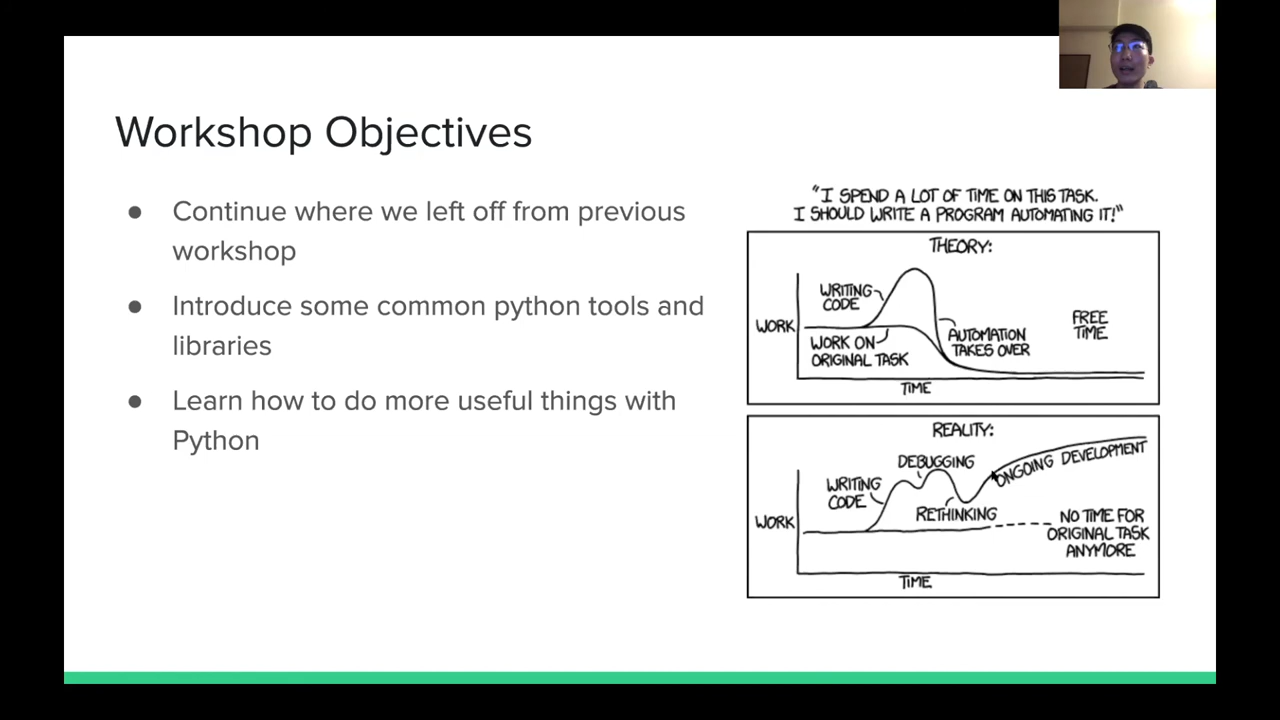 Workshop Objectives
● Continue where we left off from previous
workshop
● Introduce some common python tools and
libraries
● Learn how to do more useful things with
Python
"I SPEND A LOT OF TIME ON THIS TASK.
I SHOULD WRITE A PROGRAM AUTOMATING IT!"
THEORY:
WRITING
CODE
WORK
WORK ON
ORIGINAL TASK
AUTOMATION
TAKES OVER
FREE
TIME
TIME
REALITY:
WRITING
CODE
DEBUGGING
RETHINKING
ONGOING DEVELOPMENT
WORK
NO TIME FOR
ORIGINAL TASK
ANYMORE
TIME